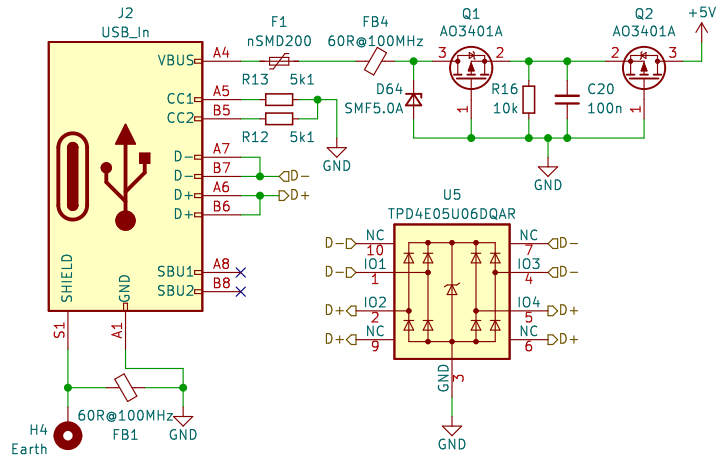 J2
USB_In
VBUS
A4
CC1
A5
CC2
B5
D-
A7
D-
B7
D+
A6
D+
B6
SBU1
A8
SBU2
B8
SHIELD
GND
S1
A1
F1
nSMD200
FB4
60R@100MHz
R13
5k1
R12
5k1
GND
D-
D+
D64
SMF5.0A
Q1
AO3401A
3
2
1
R16
10k
C20
100n
Q2
AO3401A
2
3
1
+5V
GND
U5
TPD4E05U06DQAR
D-
NC
10
D-
IO1
1
D+
IO2
2
D+
NC
9
NC
7
D-
IO3
4
D-
IO4
5
D+
NC
6
D+
GND
3
GND
60R@100MHz
FB1
GND
H4
Earth